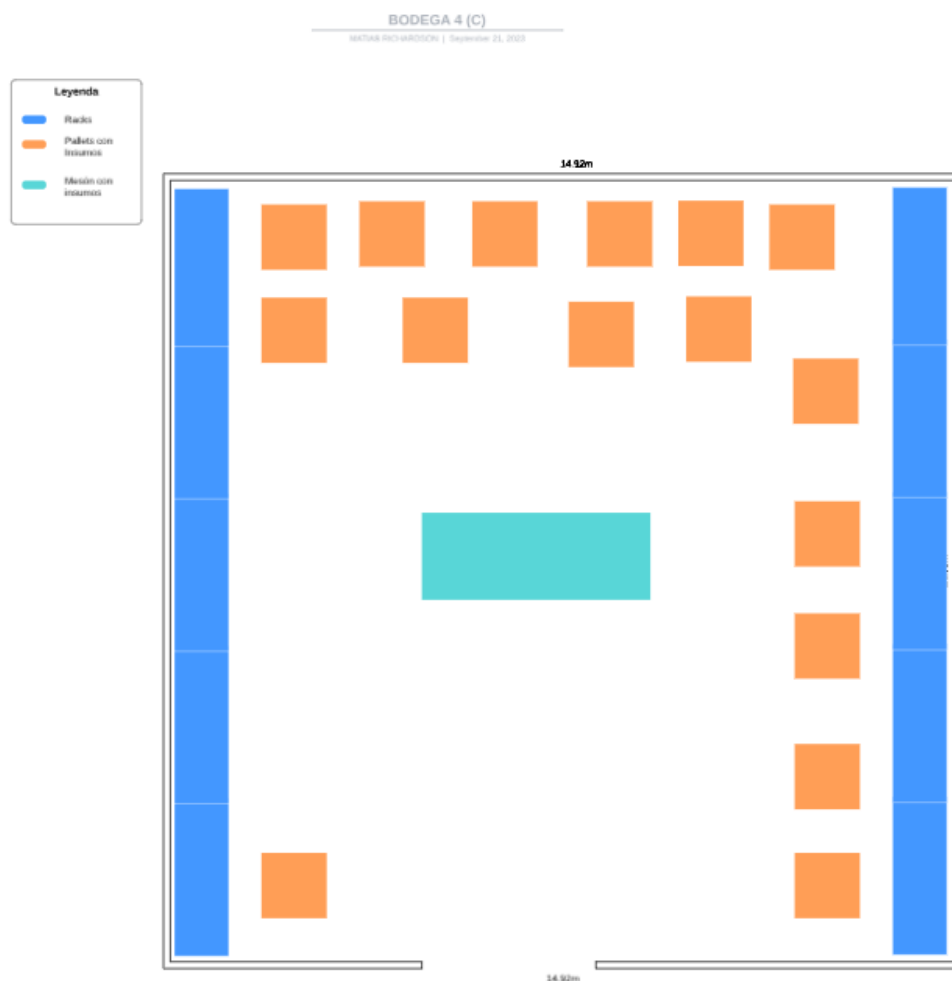 BODEGA 4 (C)
MATIAS RICHARDSON | September 21, 2023
Leyenda
Racks
Pallets con
Insumos
Mesón con
insumos
14.92m
14.92m